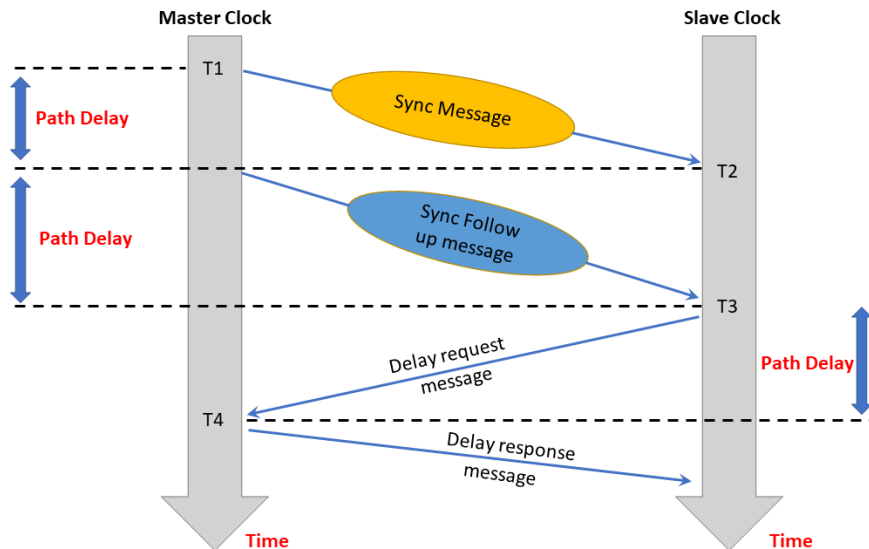 Master Clock
Slave Clock
T1
Path Delay
Sync Message
T2
Path Delay
Sync Follow
up message
T3
Delay request
message
Path Delay
T4
Delay response
message
Time
Time